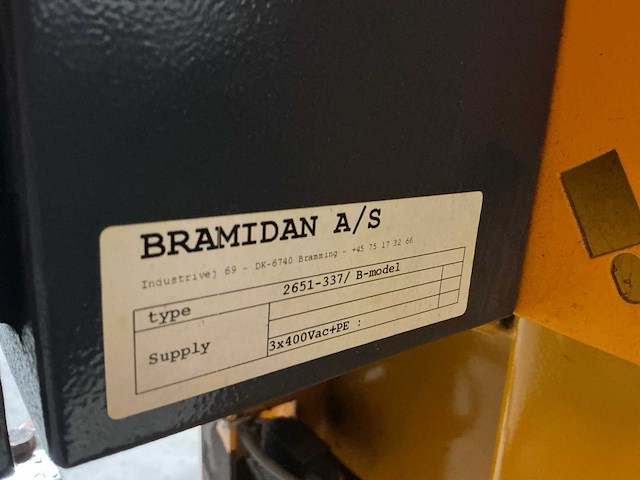 BRAMIDAN A/S
Industrivej 69 - DK-6740 Bramming - +45 75 17 32 66
type 2651-337/ B-model
Supply 3x400Vac+PE :